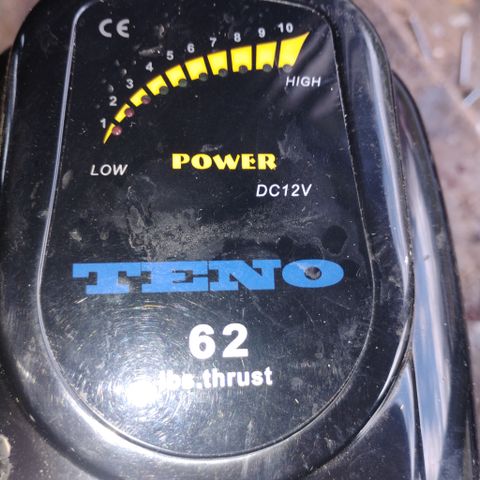 CE
1 2 3 4 5 6 7 8 9 10
LOW HIGH
POWER
DC12V
TENO
62
lbs.thrust